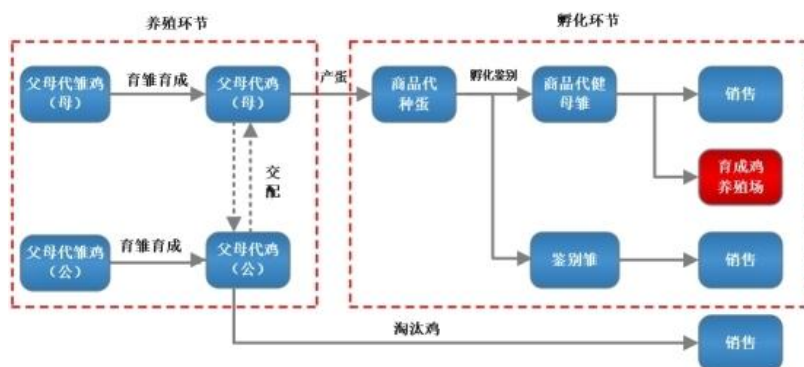 养殖环节
孵化环节
父母代雏鸡
（母）
育雏育成
父母代鸡
（母）
产蛋
商品代
种蛋
孵化鉴别
商品代健
母雏
销售
交
配
育成鸡
养殖场
父母代雏鸡
（公）
育雏育成
父母代鸡
（公）
鉴别雏
销售
淘汰鸡
销售